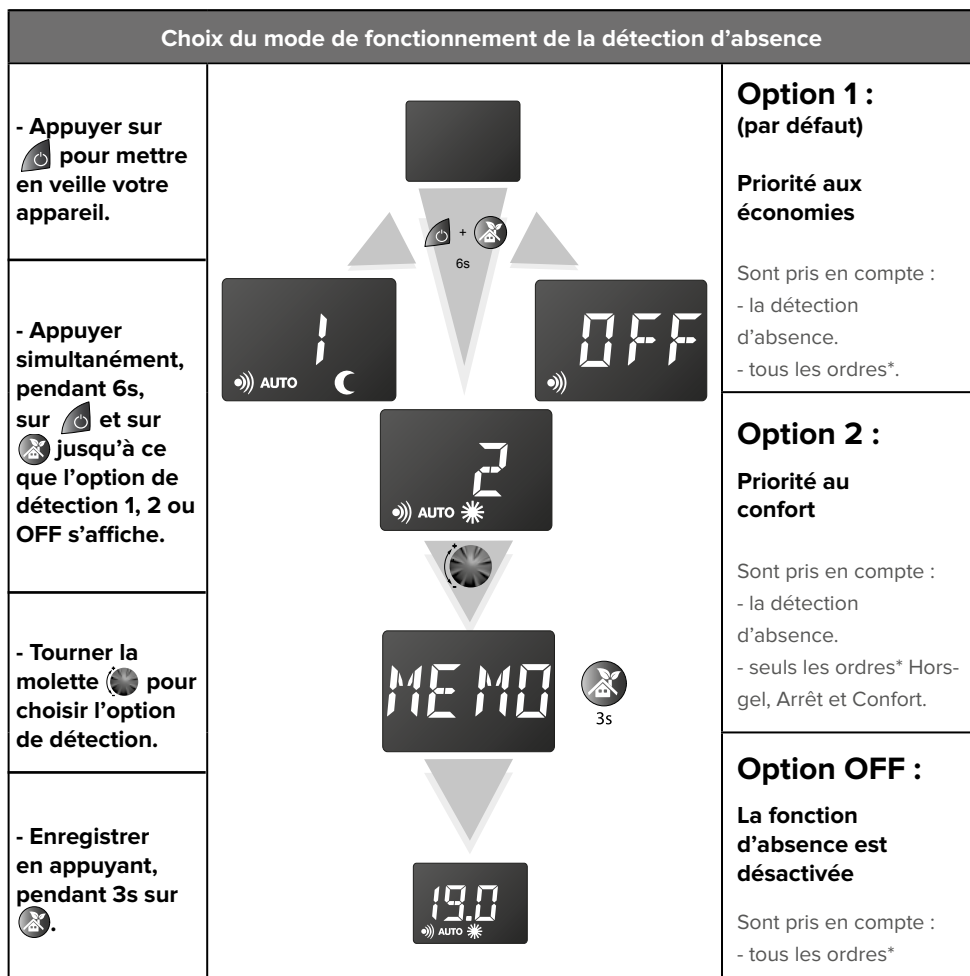 Choix du mode de fonctionnement de la détection d’absence
- Appuyer sur
pour mettre
en veille votre
appareil.
- Appuyer
simultanément,
pendant 6s,
sur et sur
jusqu’à ce
que l’option de
détection 1, 2 ou
OFF s’affiche.
- Tourner la
molette pour
choisir l’option
de détection.
- Enregistrer
en appuyant,
pendant 3s sur
.
+
6s
1
AUTO
OFF
2
AUTO
+
-
MEMO
3s
19.0
AUTO
Option 1 :
(par défaut)
Priorité aux
économies
Sont pris en compte :
- la détection
d’absence.
- tous les ordres*.
Option 2 :
Priorité au
confort
Sont pris en compte :
- la détection
d’absence.
- seuls les ordres* Hors-
gel, Arrêt et Confort.
Option OFF :
La fonction
d’absence est
désactivée
Sont pris en compte :
- tous les ordres*